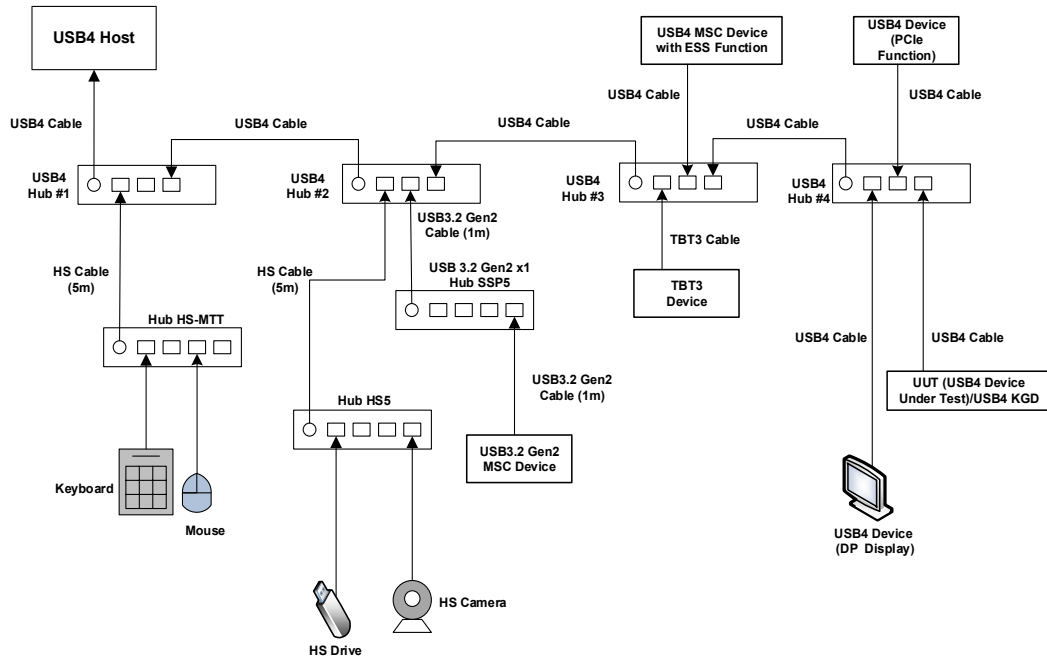 USB4 Host
USB4 MSC Device
with ESS Function
USB4 Device
(PCIe
Function)
USB4 Cable
USB4 Cable
USB4 Cable
USB4 Cable
USB4 Cable
USB4 Cable
USB4
Hub #1
USB4
Hub #2
USB4
Hub #3
USB4
Hub #4
USB3.2 Gen2
Cable (1m)
TBT3 Cable
HS Cable
(5m)
HS Cable
(5m)
USB 3.2 Gen2 x1
Hub SSP5
TBT3
Device
Hub HS-MTT
USB4 Cable
USB4 Cable
USB3.2 Gen2
Cable (1m)
UUT (USB4 Device
Under Test)/USB4 KGD
Hub HS5
USB3.2 Gen2
MSC Device
Keyboard
Mouse
USB4 Device
(DP Display)
HS Camera
HS Drive